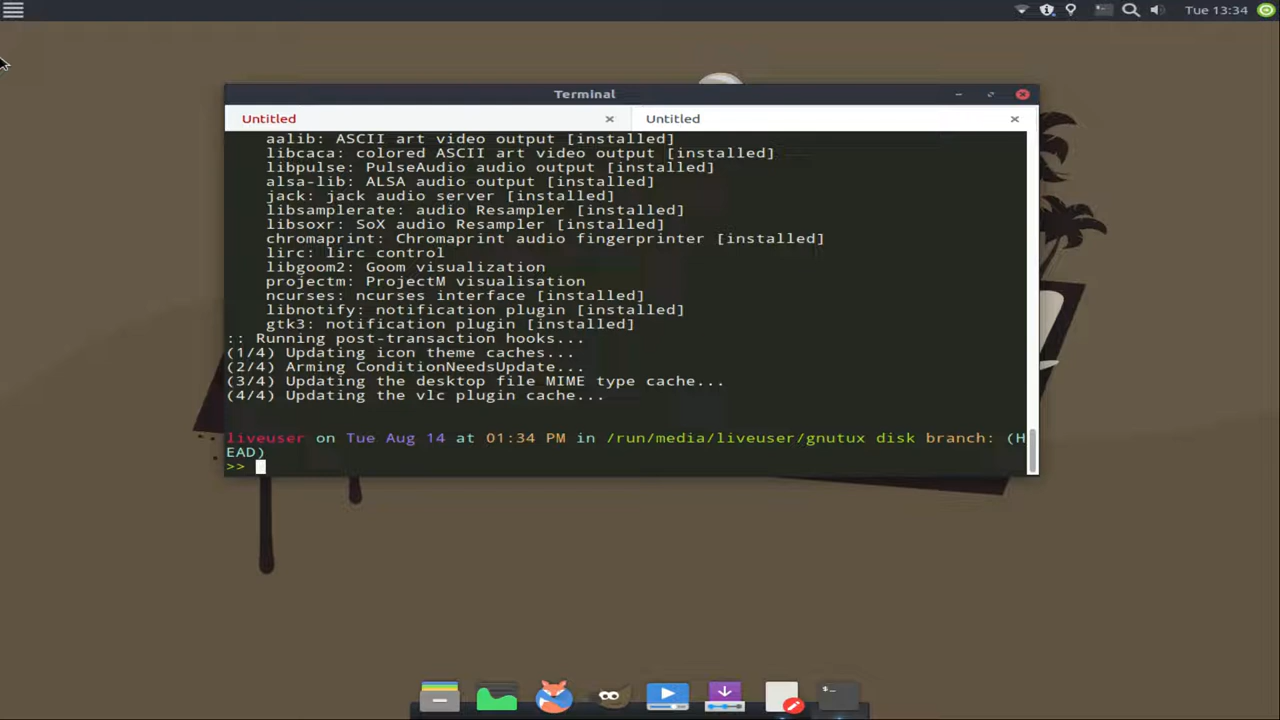 Tue 13:34
Terminal
Untitled
Untitled
aalib: ASCII art video output [installed]
libcaca: colored ASCII art video output [installed]
libpulse: PulseAudio audio output [installed]
alsa-lib: ALSA audio output [installed]
jack: jack audio server [installed]
libsamplerate: audio Resampler [installed]
libsoxr: SoX audio Resampler [installed]
chromaprint: Chromaprint audio fingerprinter [installed]
lirc: lirc control
libgoom2: Goom visualization
projectm: ProjectM visualisation
ncurses: ncurses interface [installed]
libnotify: notification plugin [installed]
gtk3: notification plugin [installed]
:: Running post-transaction hooks...
(1/4) Updating icon theme caches...
(2/4) Arming ConditionNeedsUpdate...
(3/4) Updating the desktop file MIME type cache...
(4/4) Updating the vlc plugin cache...
liveuser on Tue Aug 14 at 01:34 PM in /run/media/liveuser/gnutux disk branch: (H
EAD)
>>